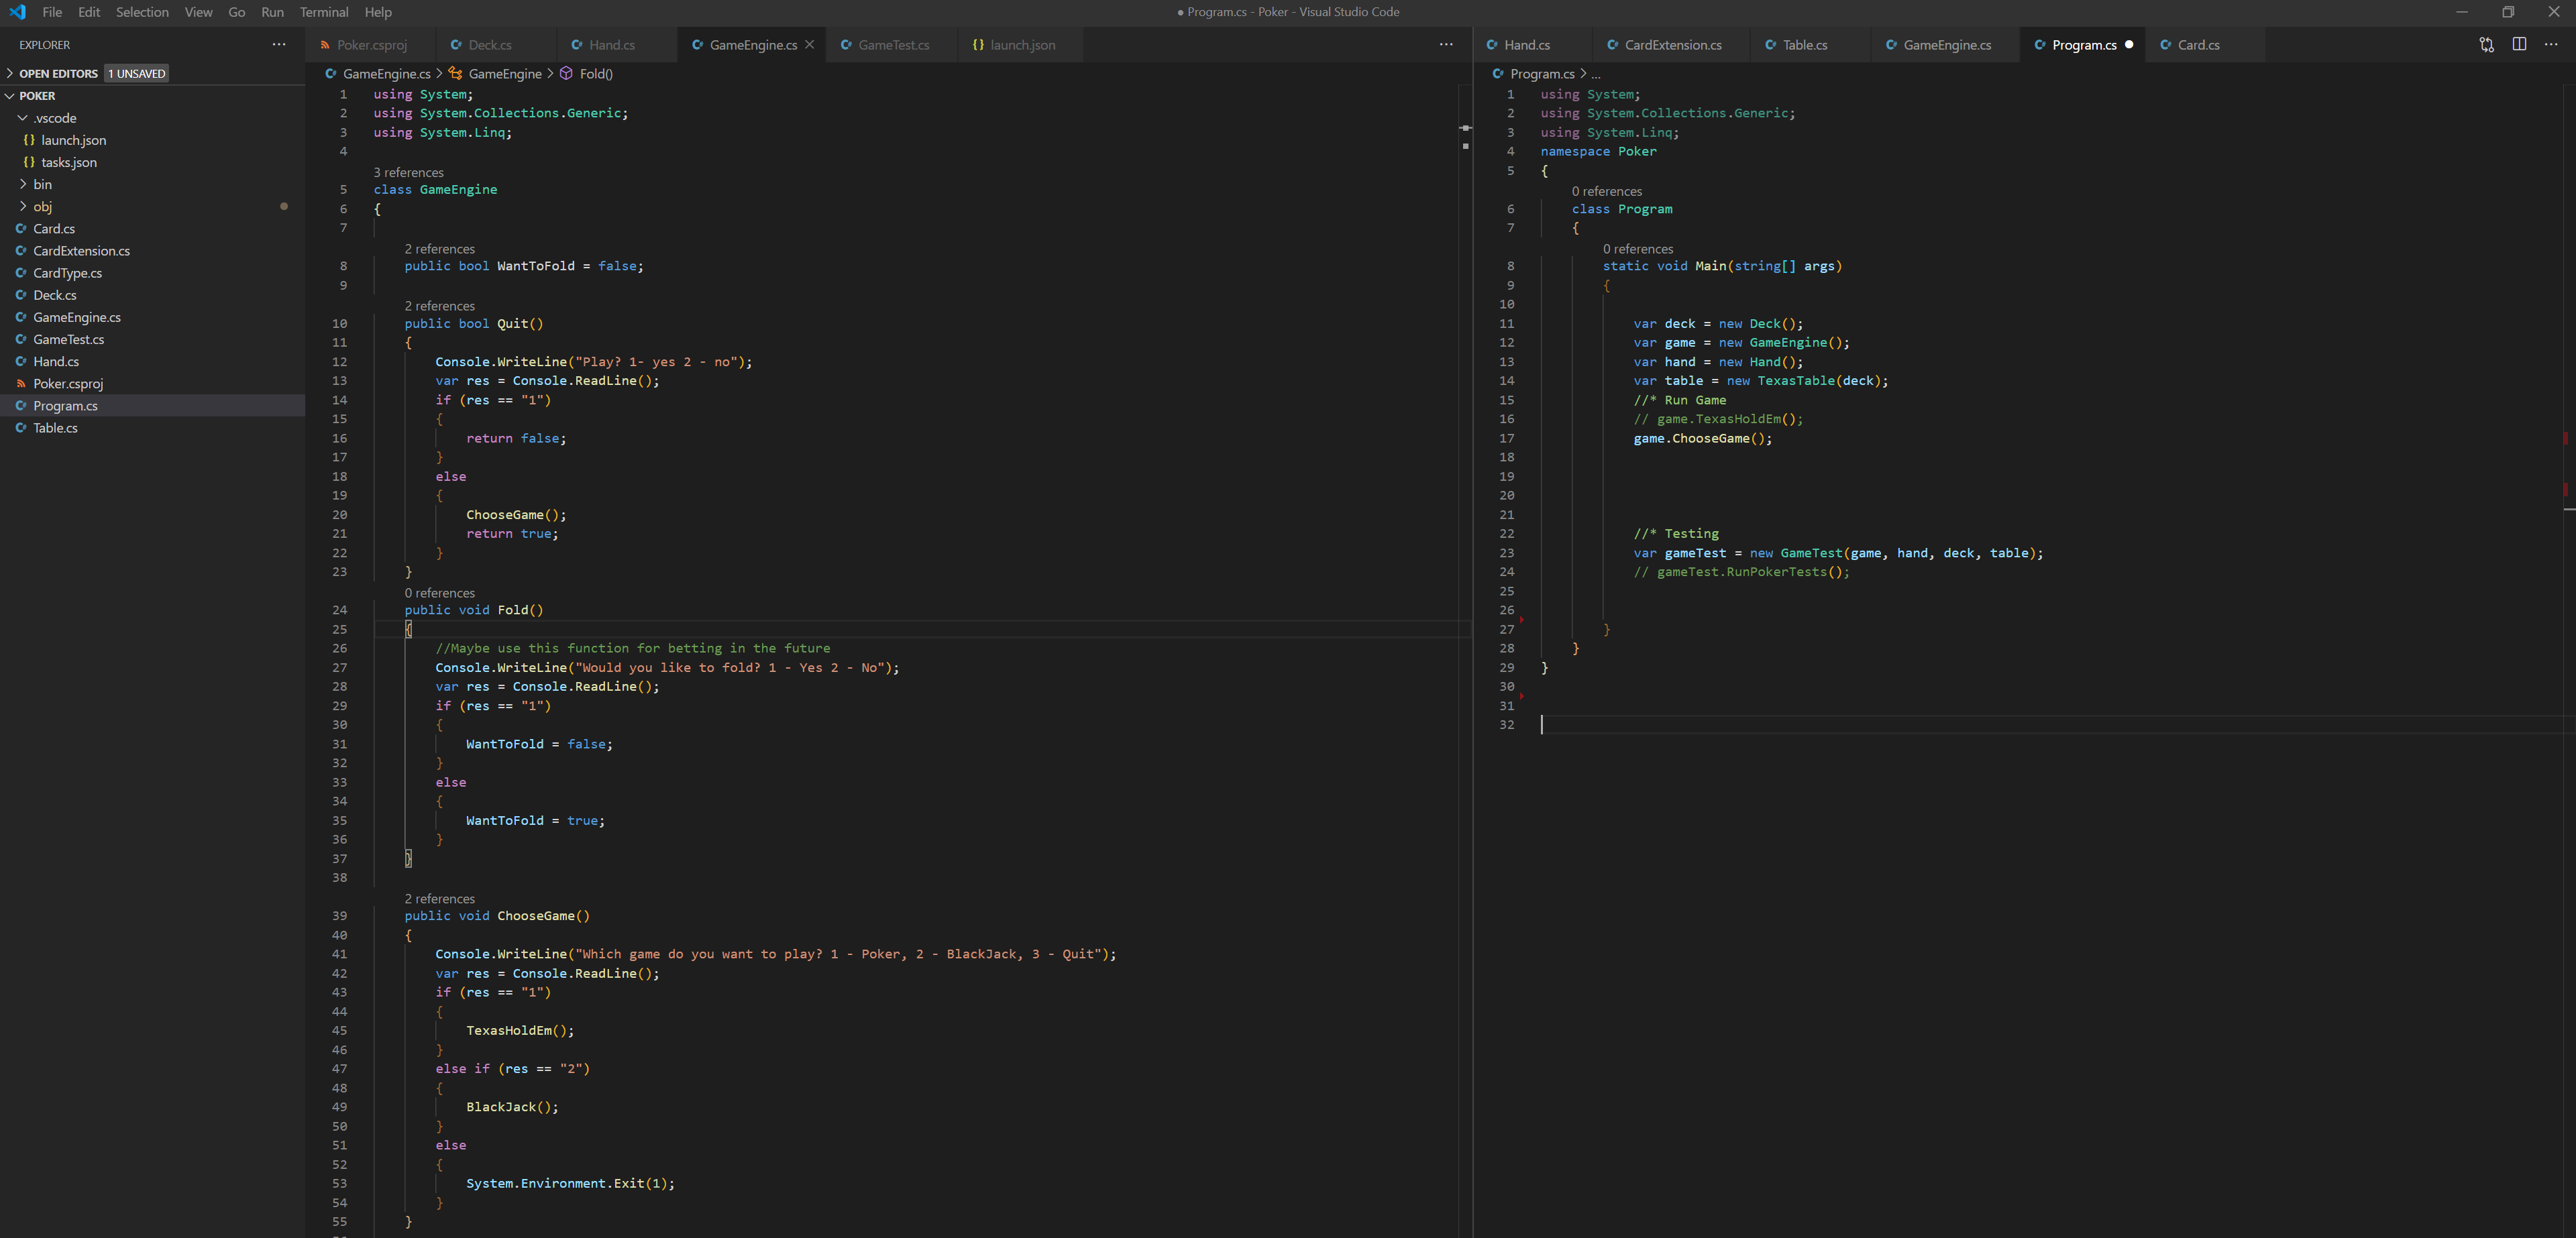 File Edit Selection View Go Run Terminal Help
● Program.cs - Poker - Visual Studio Code
EXPLORER
OPEN EDITORS 1 UNSAVED
POKER
.vscode
launch.json
tasks.json
bin
obj
Card.cs
CardExtension.cs
CardType.cs
Deck.cs
GameEngine.cs
GameTest.cs
Hand.cs
Poker.csproj
Program.cs
Table.cs
Poker.csproj Deck.cs Hand.cs GameEngine.cs GameTest.cs launch.json
GameEngine.cs > GameEngine > Fold()
1 using System;
2 using System.Collections.Generic;
3 using System.Linq;
4
3 references
5 class GameEngine
6 {
7
2 references
8 public bool WantToFold = false;
9
2 references
10 public bool Quit()
11 {
12 Console.WriteLine("Play? 1- yes 2 - no");
13 var res = Console.ReadLine();
14 if (res == "1")
15 {
16 return false;
17 }
18 else
19 {
20 ChooseGame();
21 return true;
22 }
23 }
0 references
24 public void Fold()
25 {
26 //Maybe use this function for betting in the future
27 Console.WriteLine("Would you like to fold? 1 - Yes 2 - No");
28 var res = Console.ReadLine();
29 if (res == "1")
30 {
31 WantToFold = false;
32 }
33 else
34 {
35 WantToFold = true;
36 }
37 }
38
2 references
39 public void ChooseGame()
40 {
41 Console.WriteLine("Which game do you want to play? 1 - Poker, 2 - BlackJack, 3 - Quit");
42 var res = Console.ReadLine();
43 if (res == "1")
44 {
45 TexasHoldEm();
46 }
47 else if (res == "2")
48 {
49 BlackJack();
50 }
51 else
52 {
53 System.Environment.Exit(1);
54 }
55 }
Hand.cs CardExtension.cs Table.cs GameEngine.cs Program.cs Card.cs
Program.cs > ...
1 using System;
2 using System.Collections.Generic;
3 using System.Linq;
4 namespace Poker
5 {
0 references
6 class Program
7 {
0 references
8 static void Main(string[] args)
9 {
10
11 var deck = new Deck();
12 var game = new GameEngine();
13 var hand = new Hand();
14 var table = new TexasTable(deck);
15 //* Run Game
16 // game.TexasHoldEm();
17 game.ChooseGame();
18
19
20
21
22 //* Testing
23 var gameTest = new GameTest(game, hand, deck, table);
24 // gameTest.RunPokerTests();
25
26
27 }
28 }
29 }
30
31
32